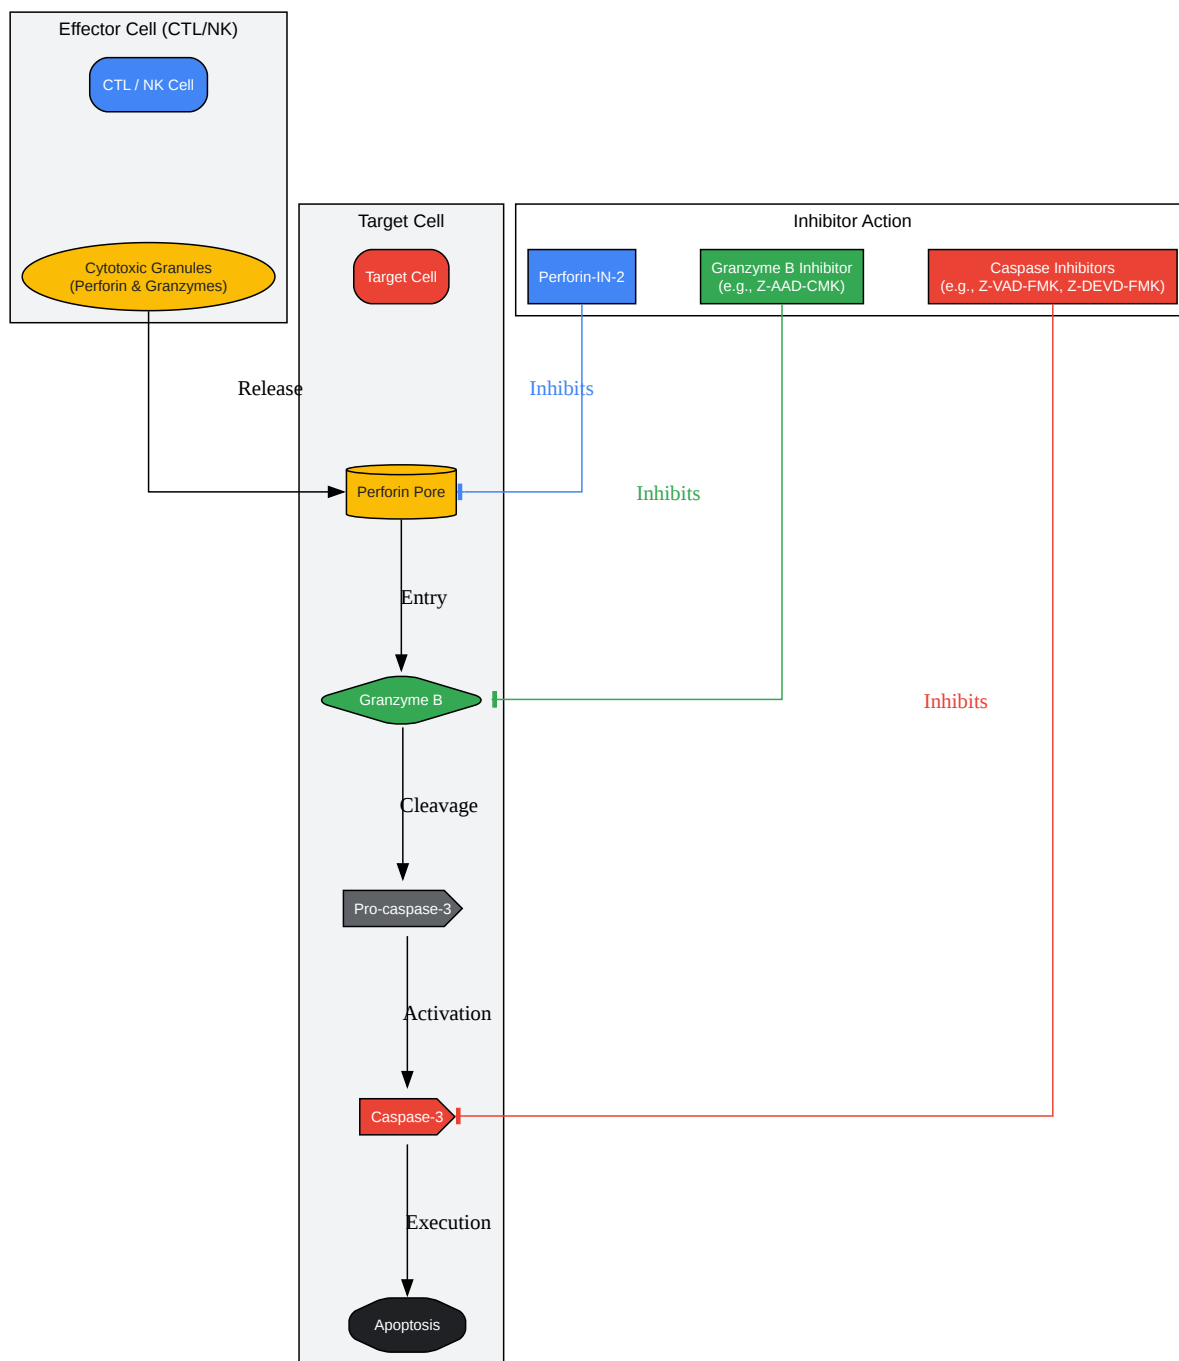 Effector Cell (CTL/NK)
CTL / NK Cell
Cytotoxic Granules
(Perforin & Granzymes)
Target Cell
Target Cell
Inhibitor Action
Perforin-IN-2
Granzyme B Inhibitor
(e.g., Z-AAD-CMK)
Caspase Inhibitors
(e.g., Z-VAD-FMK, Z-DEVD-FMK)
Release
Inhibits
Perforin Pore
Inhibits
Entry
Granzyme B
Inhibits
Cleavage
Pro-caspase-3
Activation
Caspase-3
Execution
Apoptosis